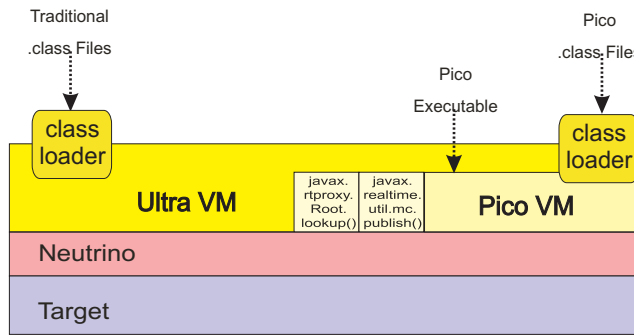 Traditional
.class Files
Pico
.class Files
Pico
Executable
class
loader
class
loader
Ultra VM
javax.
rtproxy.
Root.
lookup()
javax.
realtime.
util.mc.
publish()
Pico VM
Neutrino
Target